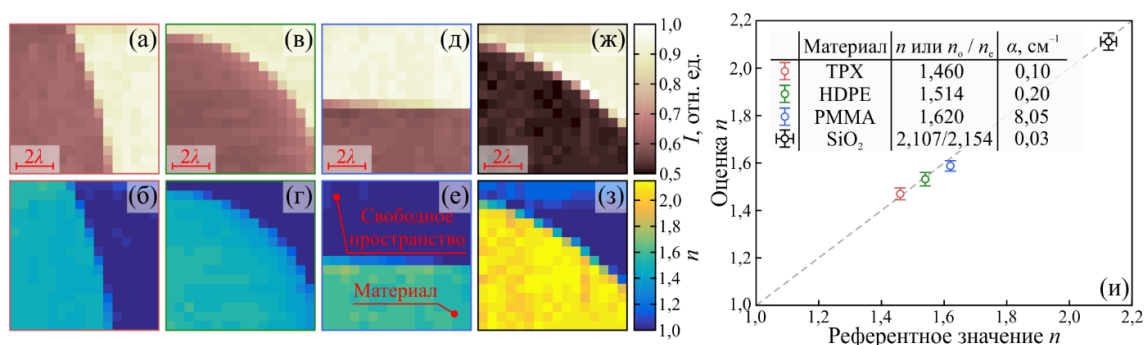 (а)
(в)
(д)
(ж)
2λ
2λ
2λ
2λ
1,0
0,9
0,8
0,7
0,6
0,5
I, отн. ед.
(б)
(г)
(е)
(з)
Свободное
пространство
Материал
2,0
1,8
1,6
1,4
1,2
1,0
n
2,2
2,0
1,8
1,6
1,4
1,2
1,0
Оценка n
Материал n или nₒ / nₑ α, см⁻¹
TPX 1,460 0,10
HDPE 1,514 0,20
PMMA 1,620 8,05
SiO₂ 2,107/2,154 0,03
(и)
1,0 1,2 1,4 1,6 1,8 2,0 2,2
Референтное значение n